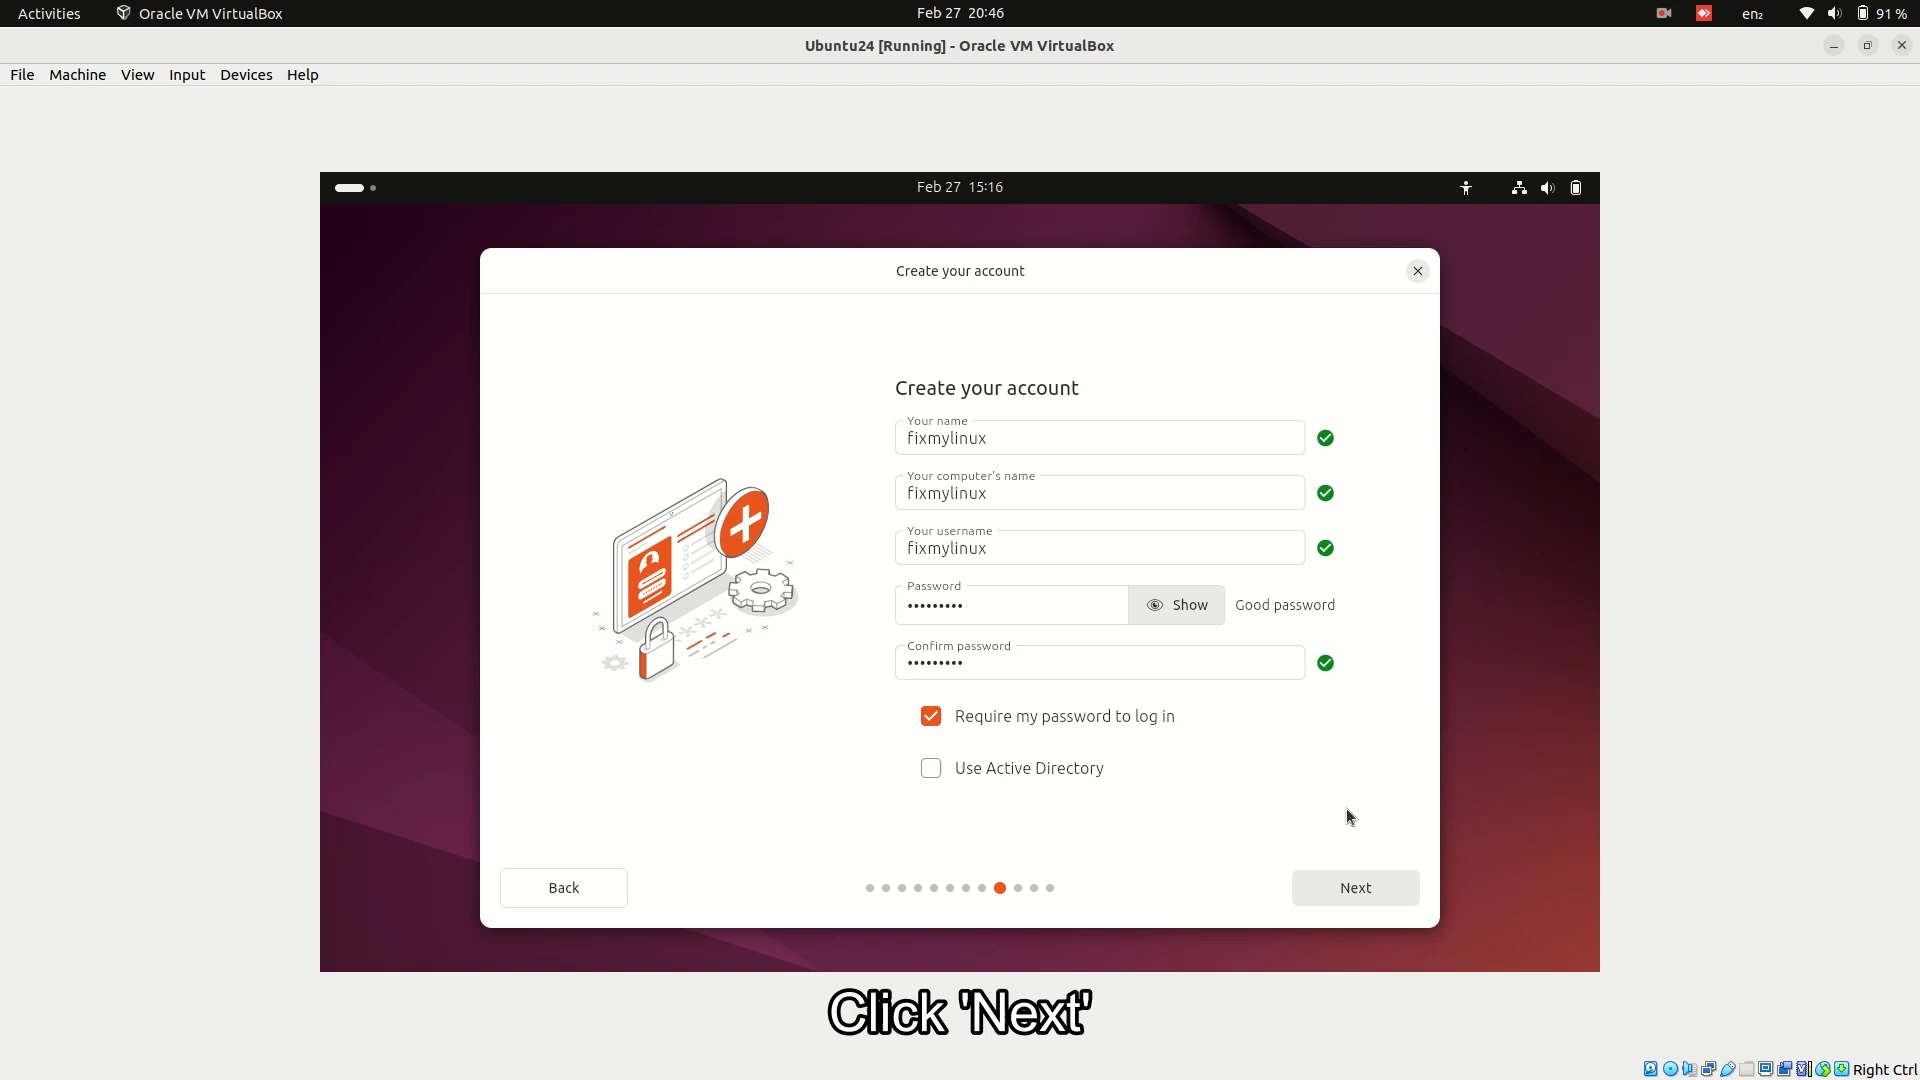 Activities Oracle VM VirtualBox Feb 27 20:46 en₂ 91 %
Ubuntu24 [Running] - Oracle VM VirtualBox
File Machine View Input Devices Help
Feb 27 15:16
Create your account
Create your account
Your name
fixmylinux
Your computer's name
fixmylinux
Your username
fixmylinux
Password
••••••••• Show Good password
Confirm password
•••••••••
Require my password to log in
Use Active Directory
Back Next
Click 'Next'
Right Ctrl